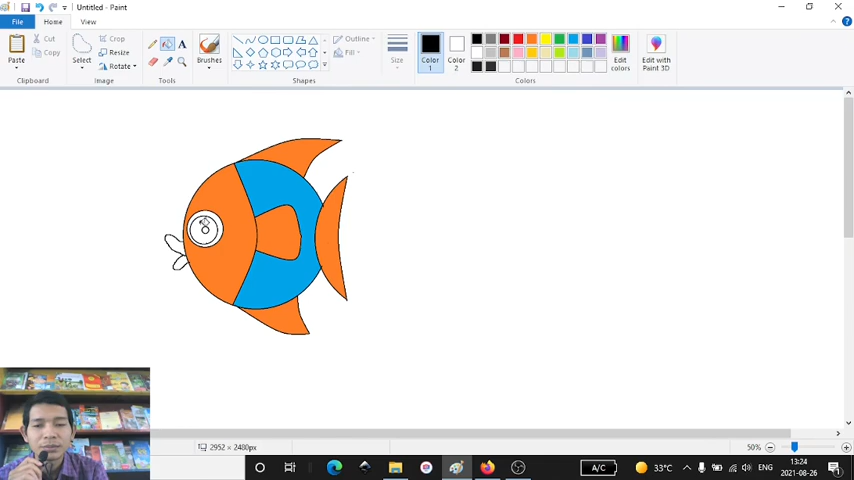 Untitled - Paint
File
Home
View
Paste
Cut
Copy
Clipboard
Select
Crop
Resize
Rotate
Image
A
Tools
Brushes
Shapes
Outline
Fill
Size
Color
1
Color
2
Edit
colors
Colors
Edit with
Paint 3D
2952 × 2480px
50%
A/C
33°C
ENG
13:24
2021-08-26